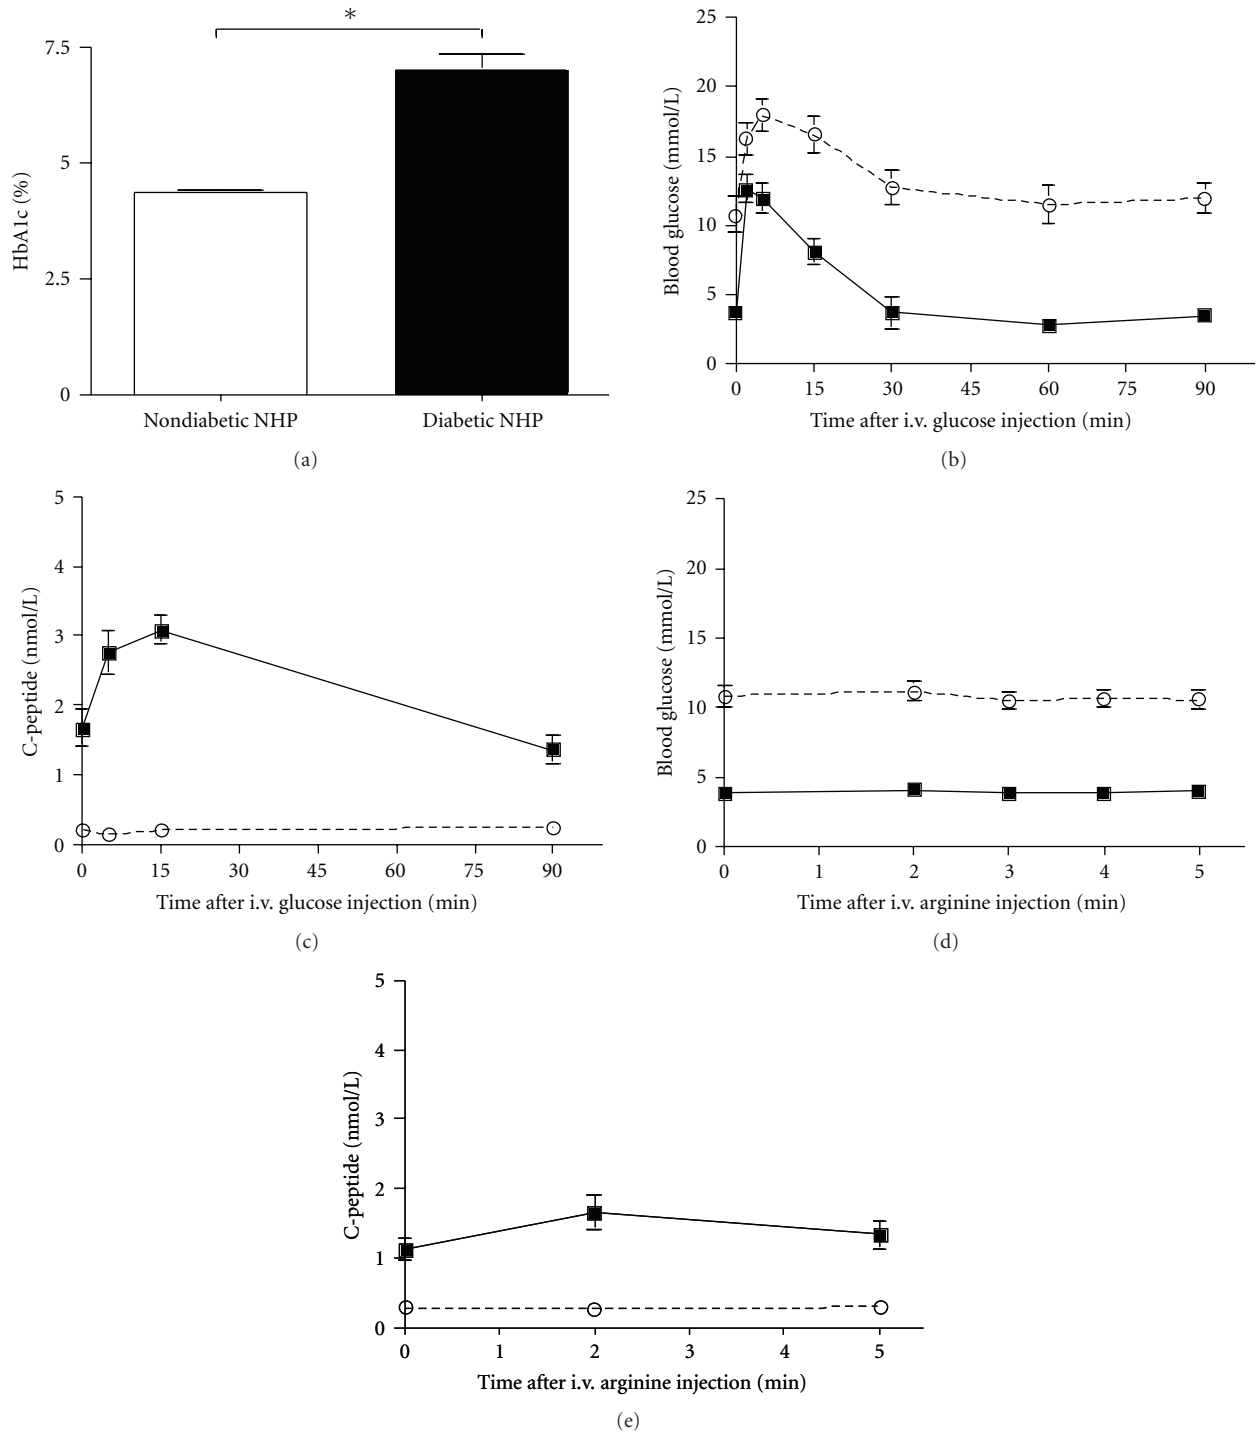 *
7.5
5
2.5
0
HbA1c (%)
Nondiabetic NHP
Diabetic NHP
(a)
25
20
15
10
5
0
Blood glucose (mmol/L)
0 15 30 45 60 75 90
Time after i.v. glucose injection (min)
(b)
5
4
3
2
1
0
C-peptide (nmol/L)
0 15 30 45 60 75 90
Time after i.v. glucose injection (min)
(c)
25
20
15
10
5
0
Blood glucose (mmol/L)
0 1 2 3 4 5
Time after i.v. arginine injection (min)
(d)
5
4
3
2
1
0
C-peptide (nmol/L)
0 1 2 3 4 5
Time after i.v. arginine injection (min)
(e)